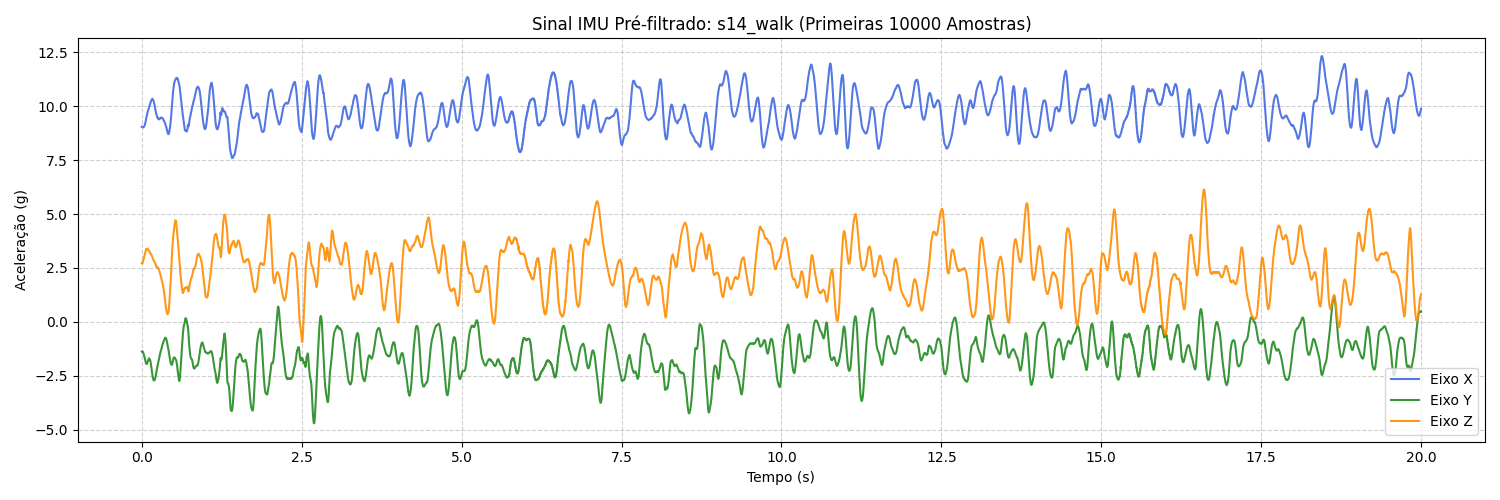 Sinal IMU Pré-filtrado: s14_walk (Primeiras 10000 Amostras)
12.5
10.0
7.5
5.0
2.5
0.0
−2.5
−5.0
Aceleração (g)
0.0 2.5 5.0 7.5 10.0 12.5 15.0 17.5 20.0
Tempo (s)
Eixo X
Eixo Y
Eixo Z